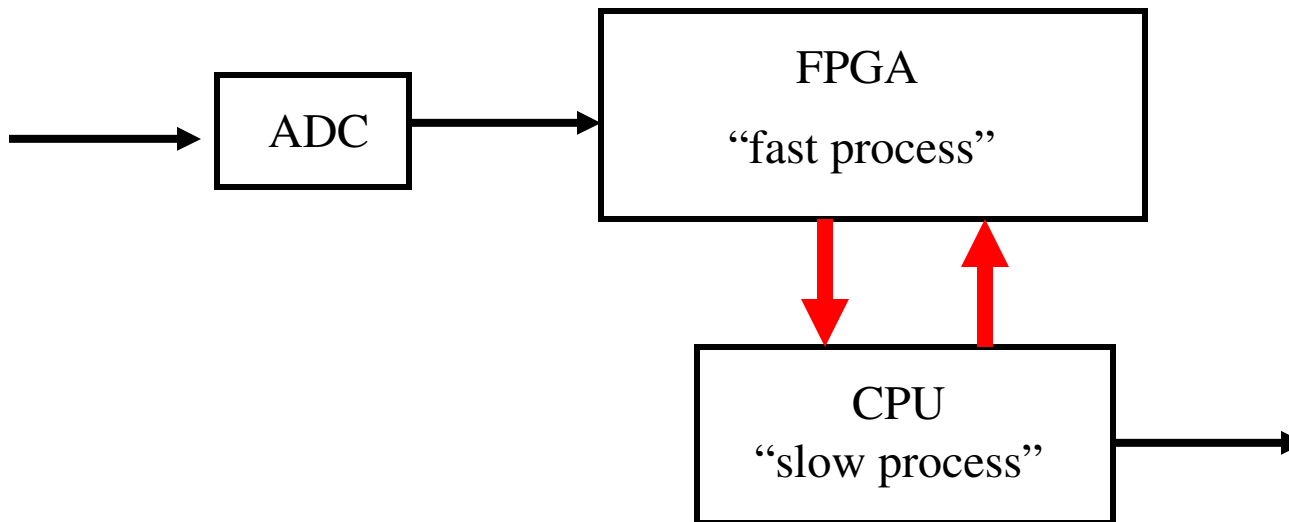 ADC
FPGA
“fast process”
CPU
“slow process”